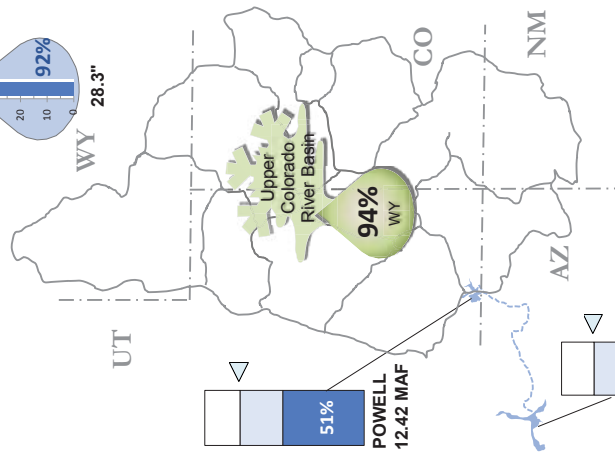 92%
20
10
0
28.3"
WY
CO
NM
Upper
Colorado
River Basin
94%
WY
AZ
UT
51%
POWELL
12.42 MAF